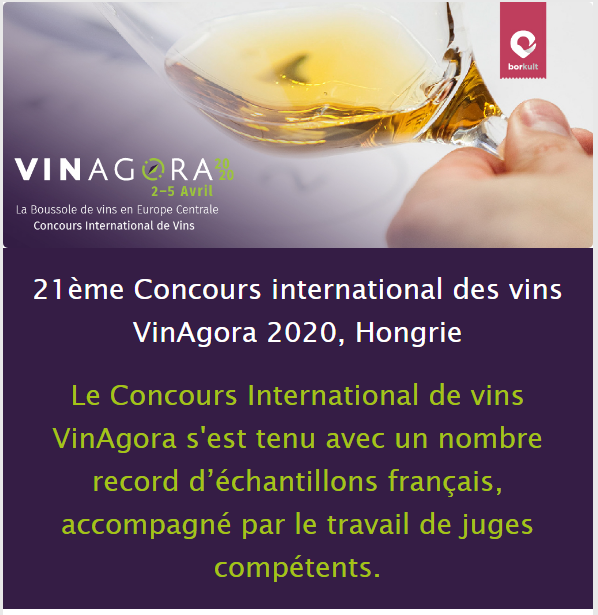 borkult
VINAGORA 2020
2-5 Avril
La Boussole de vins en Europe Centrale
Concours International de Vins
21ème Concours international des vins
VinAgora 2020, Hongrie
Le Concours International de vins
VinAgora s'est tenu avec un nombre
record d’échantillons français,
accompagné par le travail de juges
compétents.